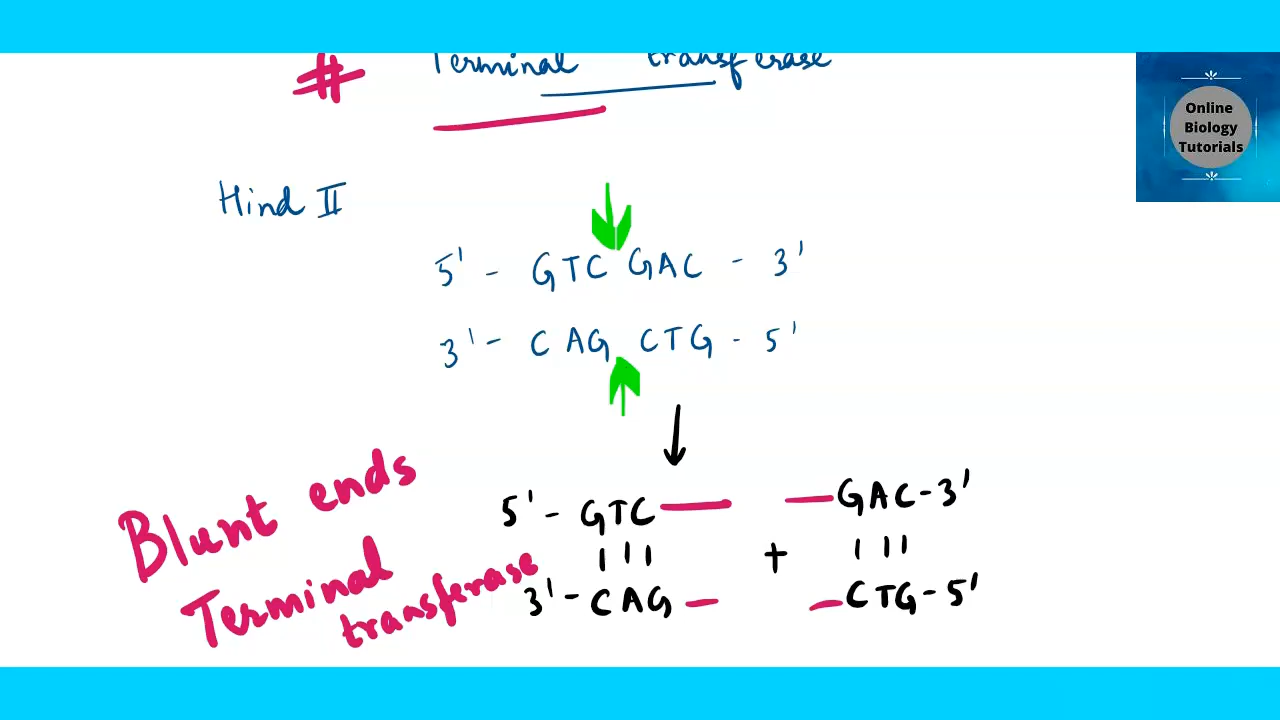 # Terminal transferase
Online
Biology
Tutorials
Hind II
5' - GTC GAC - 3'
3' - CAG CTG - 5'
Blunt ends
5' - GTC GAC - 3'
+
Terminal
transferase
3' - CAG CTG - 5'